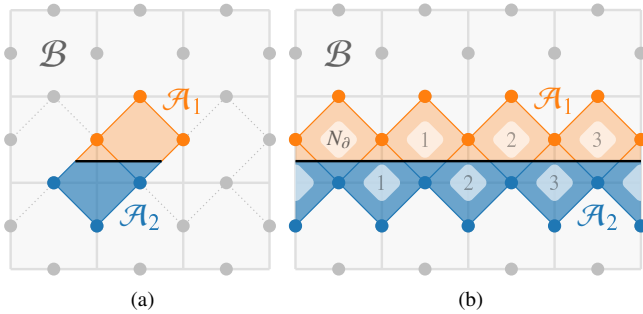 ℬ
𝒜₁
𝒜₂
(a)
ℬ
𝒜₁
N∂ 1 2 3
1 2 3
𝒜₂
(b)